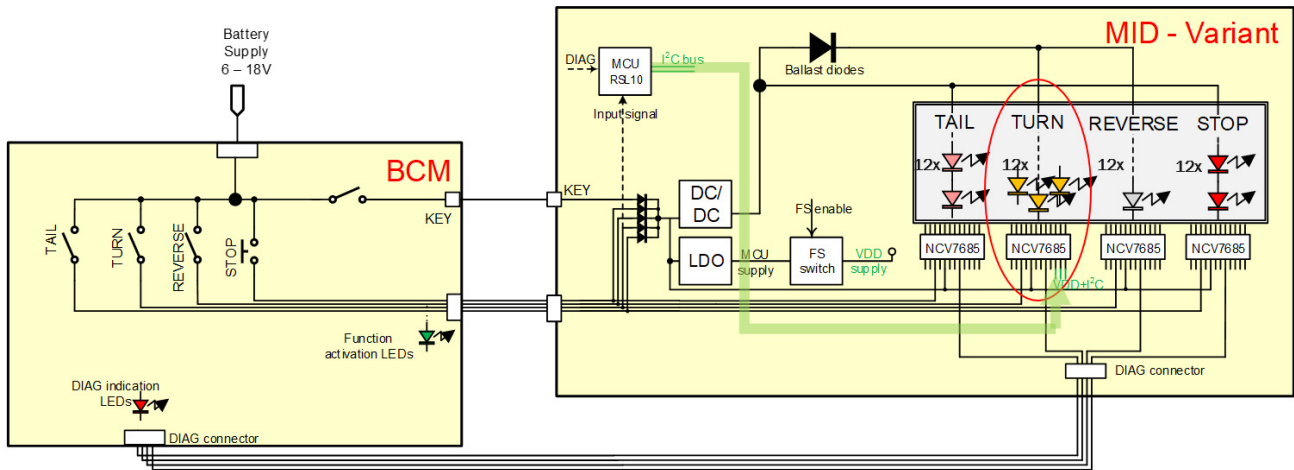 Battery
Supply
6 – 18V
BCM
KEY
TAIL
TURN
REVERSE
STOP
Function
activation LEDs
DIAG indication
LEDs
DIAG connector
MID - Variant
DIAG
MCU
RSL10
I²C bus
Input signal
Ballast diodes
KEY
DC/
DC
LDO
MCU
supply
FS enable
FS
switch
VDD
supply
TAIL
TURN
REVERSE
STOP
12x
12x
12x
12x
NCV7685
NCV7685
NCV7685
NCV7685
VDD+I²C
DIAG connector